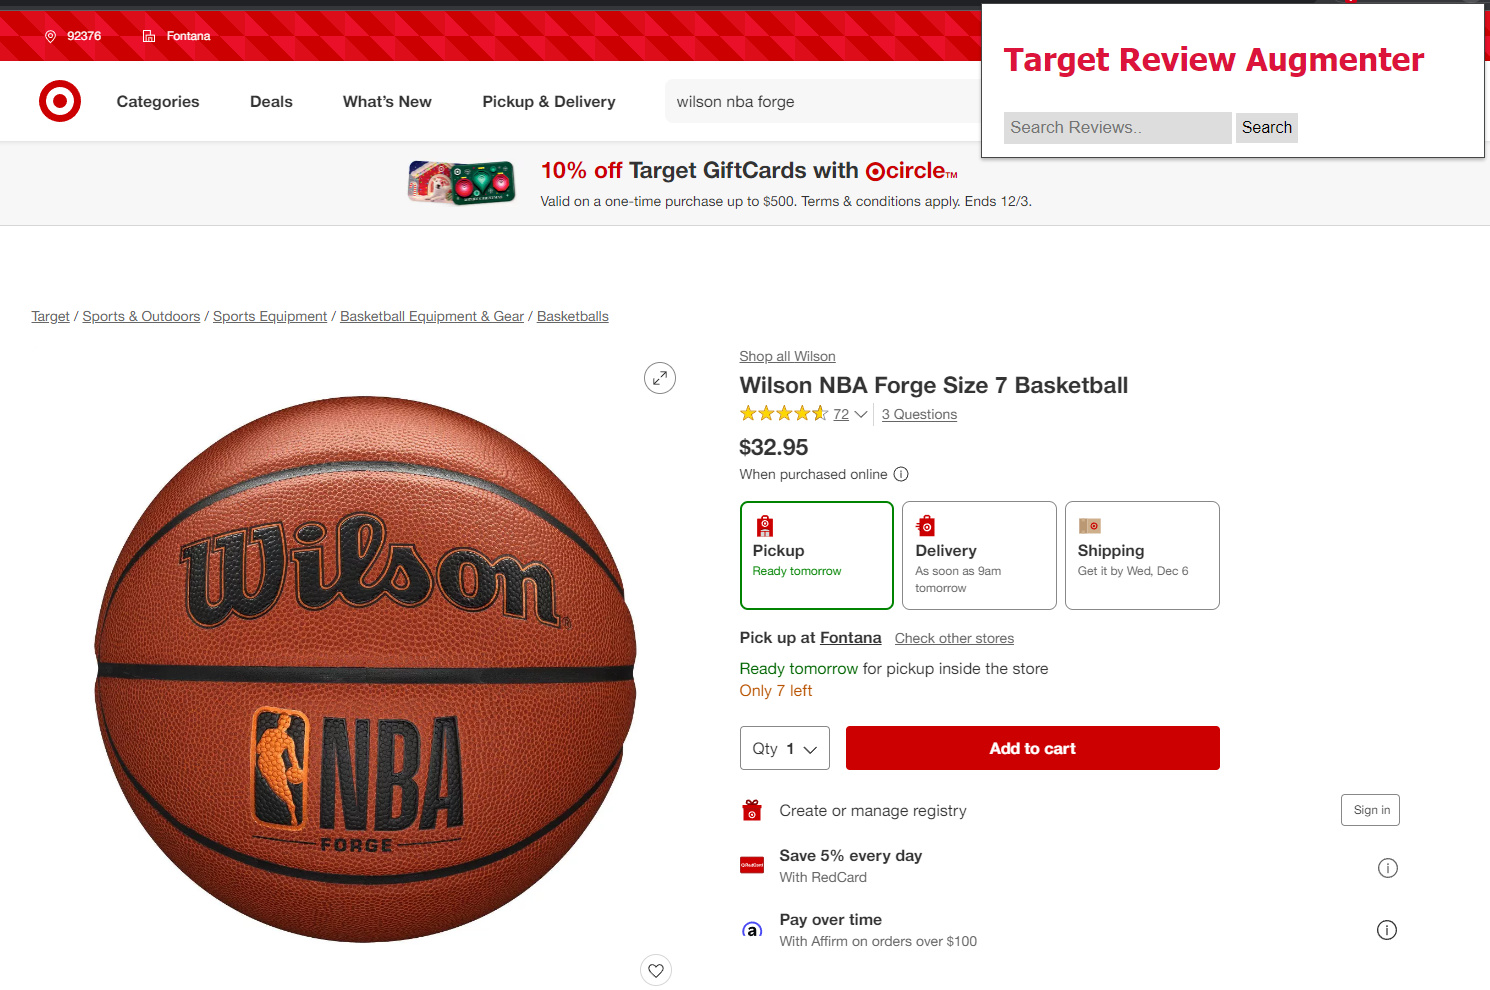 92376
Fontana
Target Review Augmenter
Search Reviews..
Search
Categories
Deals
What's New
Pickup & Delivery
wilson nba forge
10% off Target GiftCards with circle™
Valid on a one-time purchase up to $500. Terms & conditions apply. Ends 12/3.
Target / Sports & Outdoors / Sports Equipment / Basketball Equipment & Gear / Basketballs
Wilson
NBA
FORGE
Shop all Wilson
Wilson NBA Forge Size 7 Basketball
72
3 Questions
$32.95
When purchased online
Pickup
Ready tomorrow
Delivery
As soon as 9am
tomorrow
Shipping
Get it by Wed, Dec 6
Pick up at Fontana
Check other stores
Ready tomorrow for pickup inside the store
Only 7 left
Qty 1
Add to cart
Create or manage registry
Sign in
Save 5% every day
With RedCard
Pay over time
With Affirm on orders over $100